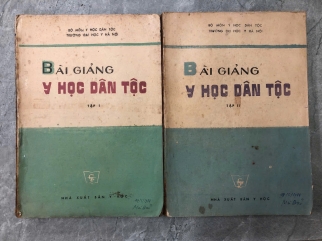 BỘ MÔN Y HỌC DÂN TỘC
TRƯỜNG ĐẠI HỌC Y HÀ NỘI
BÀI GIẢNG
Y HỌC DÂN TỘC
TẬP I
NHÀ XUẤT BẢN Y HỌC
BỘ MÔN Y HỌC DÂN TỘC
TRƯỜNG ĐẠI HỌC Y HÀ NỘI
BÀI GIẢNG
Y HỌC DÂN TỘC
TẬP II
NHÀ XUẤT BẢN Y HỌC